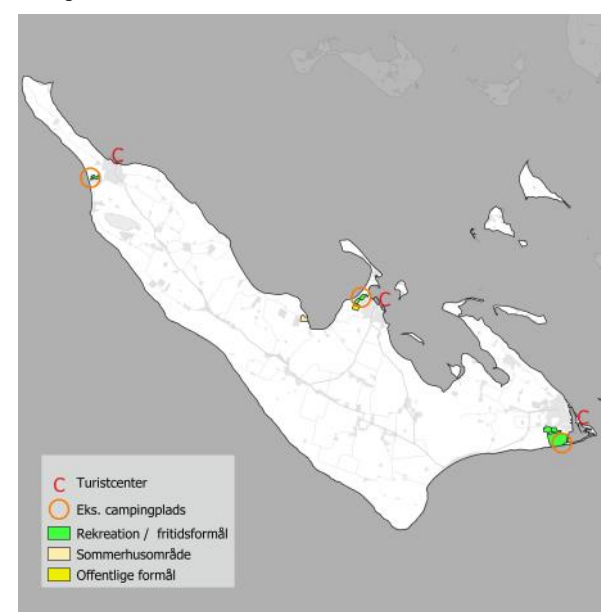 C
C
C
C Turistcenter
Eks. campingplads
Rekreation / fritidsformål
Sommerhusområde
Offentlige formål